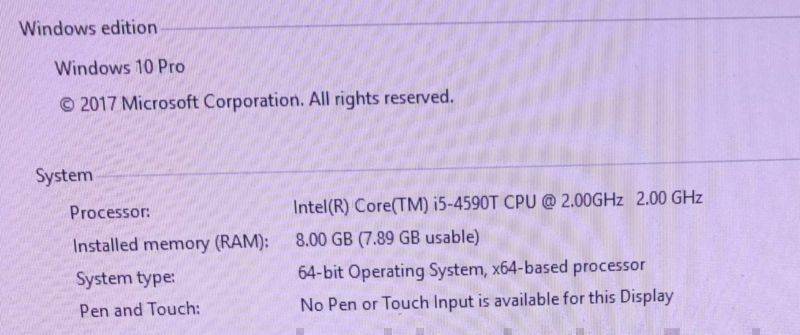 Windows edition
Windows 10 Pro
© 2017 Microsoft Corporation. All rights reserved.
System
Processor: Intel(R) Core(TM) i5-4590T CPU @ 2.00GHz 2.00 GHz
Installed memory (RAM): 8.00 GB (7.89 GB usable)
System type: 64-bit Operating System, x64-based processor
Pen and Touch: No Pen or Touch Input is available for this Display